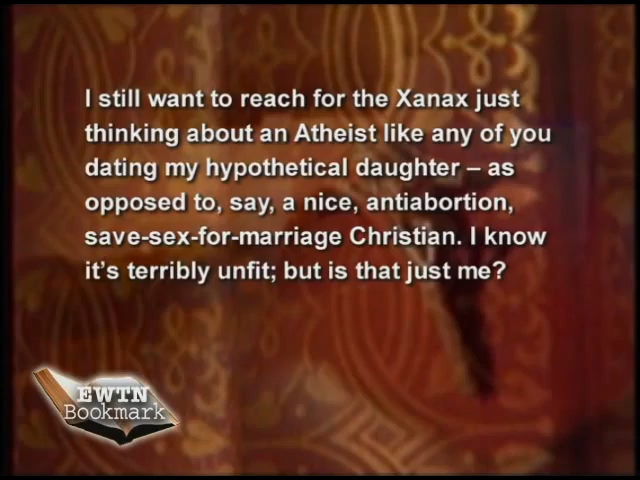 I still want to reach for the Xanax just
thinking about an Atheist like any of you
dating my hypothetical daughter – as
opposed to, say, a nice, antiabortion,
save-sex-for-marriage Christian. I know
it's terribly unfit; but is that just me?
EWTN
Bookmark